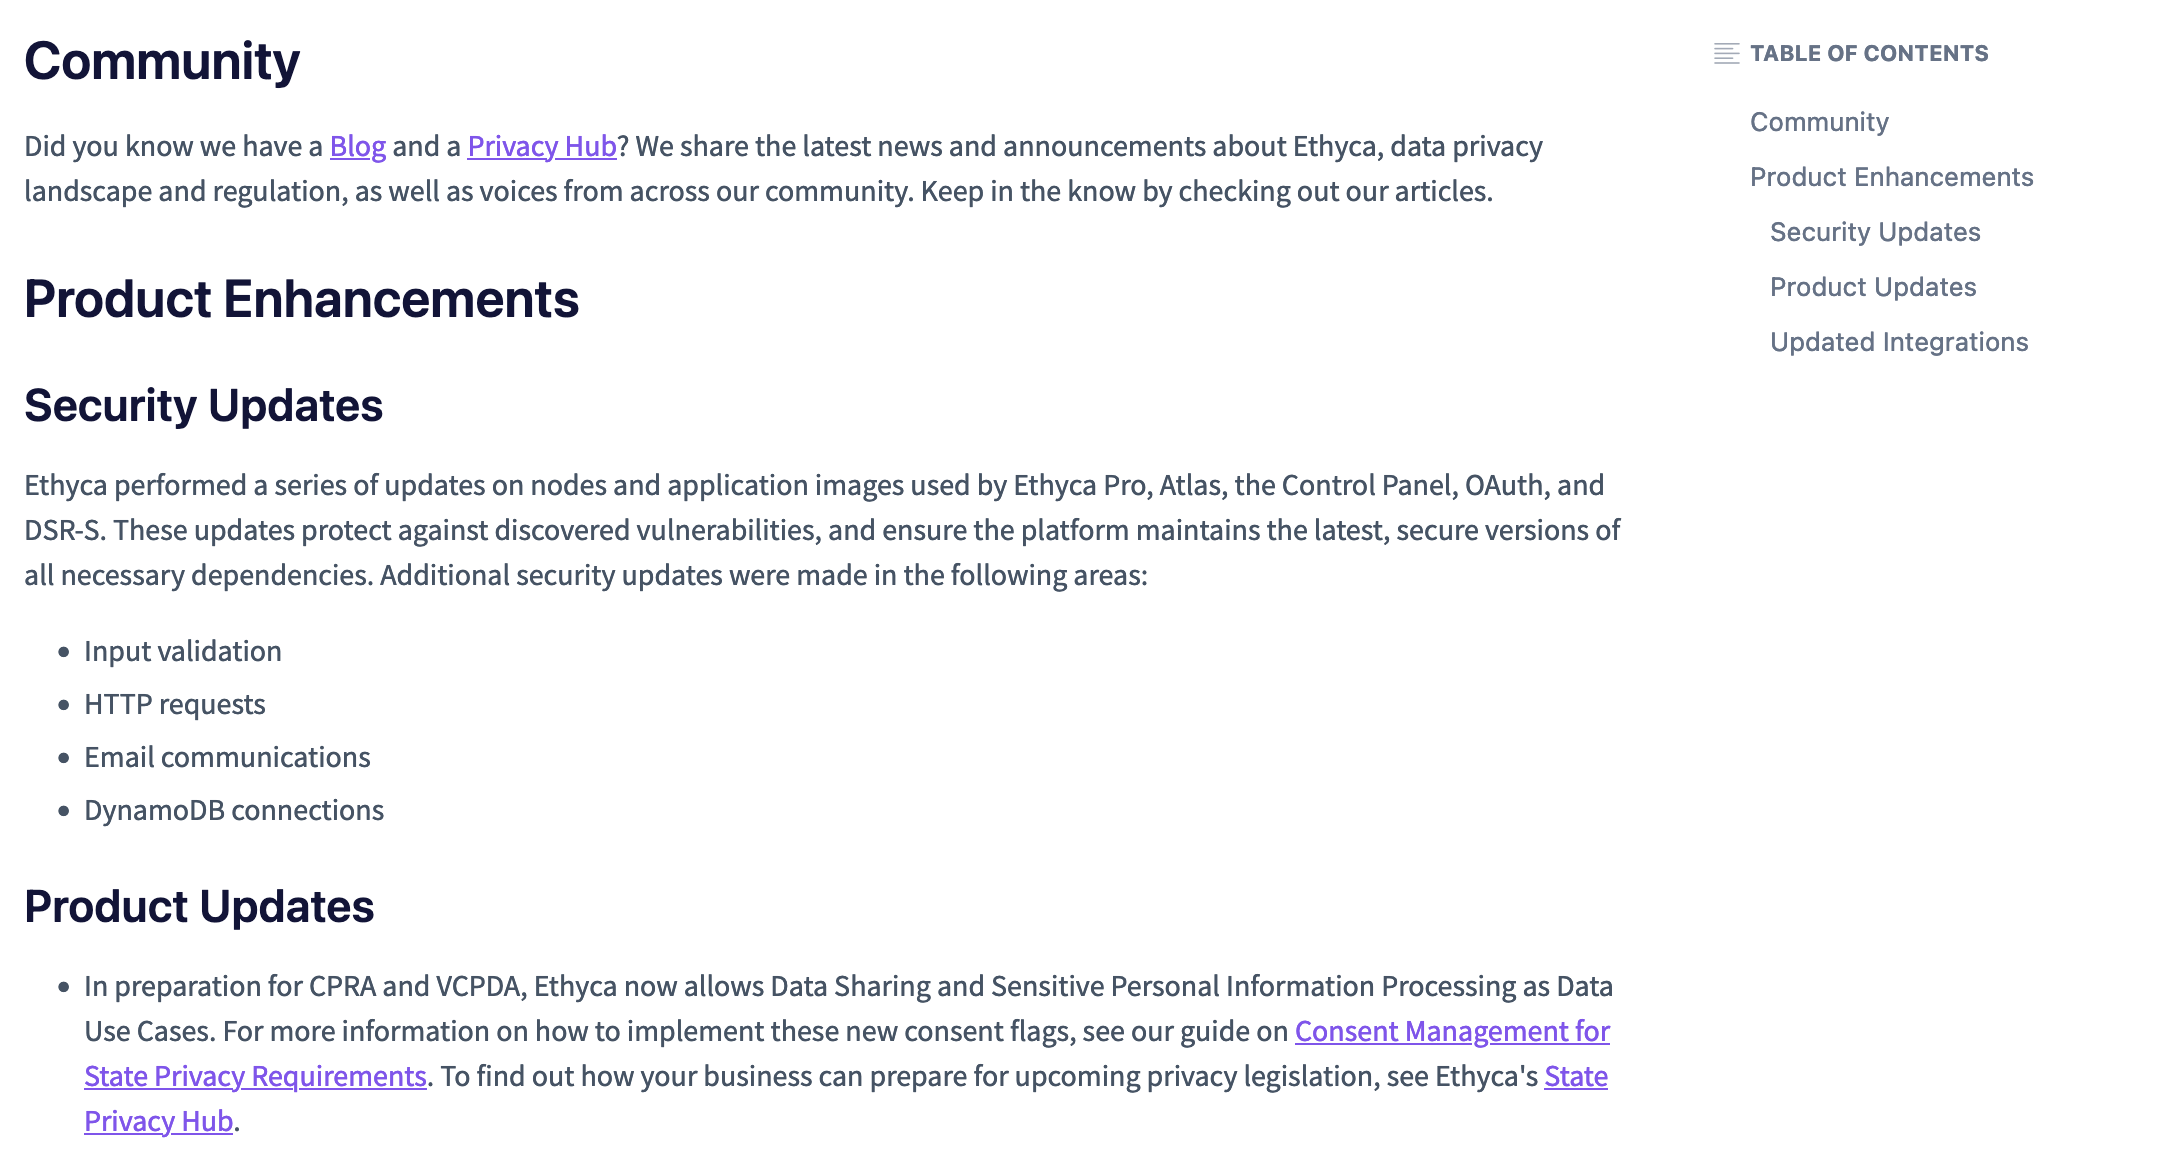 Community
Did you know we have a Blog and a Privacy Hub? We share the latest news and announcements about Ethyca, data privacy
landscape and regulation, as well as voices from across our community. Keep in the know by checking out our articles.
Product Enhancements
Security Updates
Ethyca performed a series of updates on nodes and application images used by Ethyca Pro, Atlas, the Control Panel, OAuth, and
DSR-S. These updates protect against discovered vulnerabilities, and ensure the platform maintains the latest, secure versions of
all necessary dependencies. Additional security updates were made in the following areas:
• Input validation
• HTTP requests
• Email communications
• DynamoDB connections
Product Updates
• In preparation for CPRA and VCPDA, Ethyca now allows Data Sharing and Sensitive Personal Information Processing as Data
Use Cases. For more information on how to implement these new consent flags, see our guide on Consent Management for
State Privacy Requirements. To find out how your business can prepare for upcoming privacy legislation, see Ethyca's State
Privacy Hub.
TABLE OF CONTENTS
Community
Product Enhancements
Security Updates
Product Updates
Updated Integrations